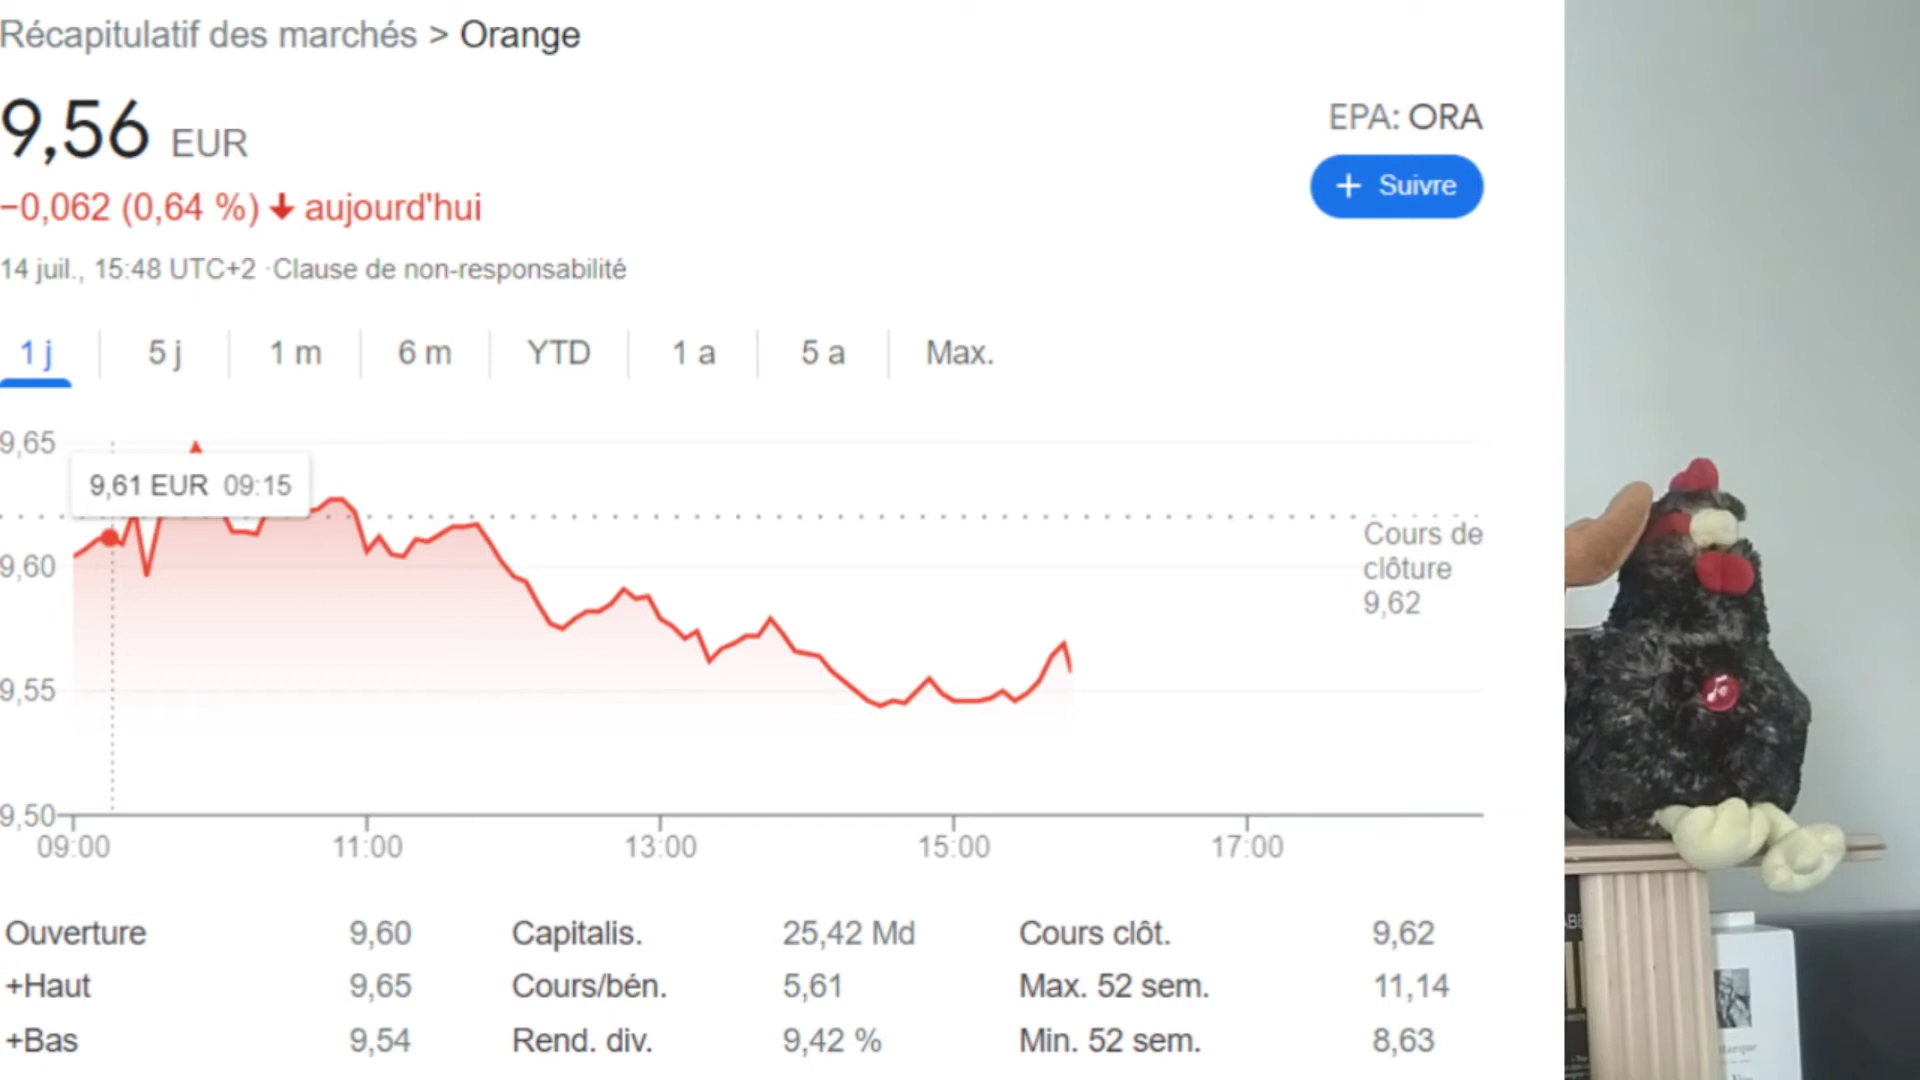 Récapitulatif des marchés > Orange
9,56 EUR
EPA: ORA
−0,062 (0,64 %) aujourd'hui
+ Suivre
14 juil., 15:48 UTC+2 ·Clause de non-responsabilité
1 j 5 j 1 m 6 m YTD 1 a 5 a Max.
9,65
9,61 EUR 09:15
Cours de
clôture
9,62
9,60
9,55
9,50
09:00 11:00 13:00 15:00 17:00
Ouverture 9,60 Capitalis. 25,42 Md Cours clôt. 9,62
+Haut 9,65 Cours/bén. 5,61 Max. 52 sem. 11,14
+Bas 9,54 Rend. div. 9,42 % Min. 52 sem. 8,63